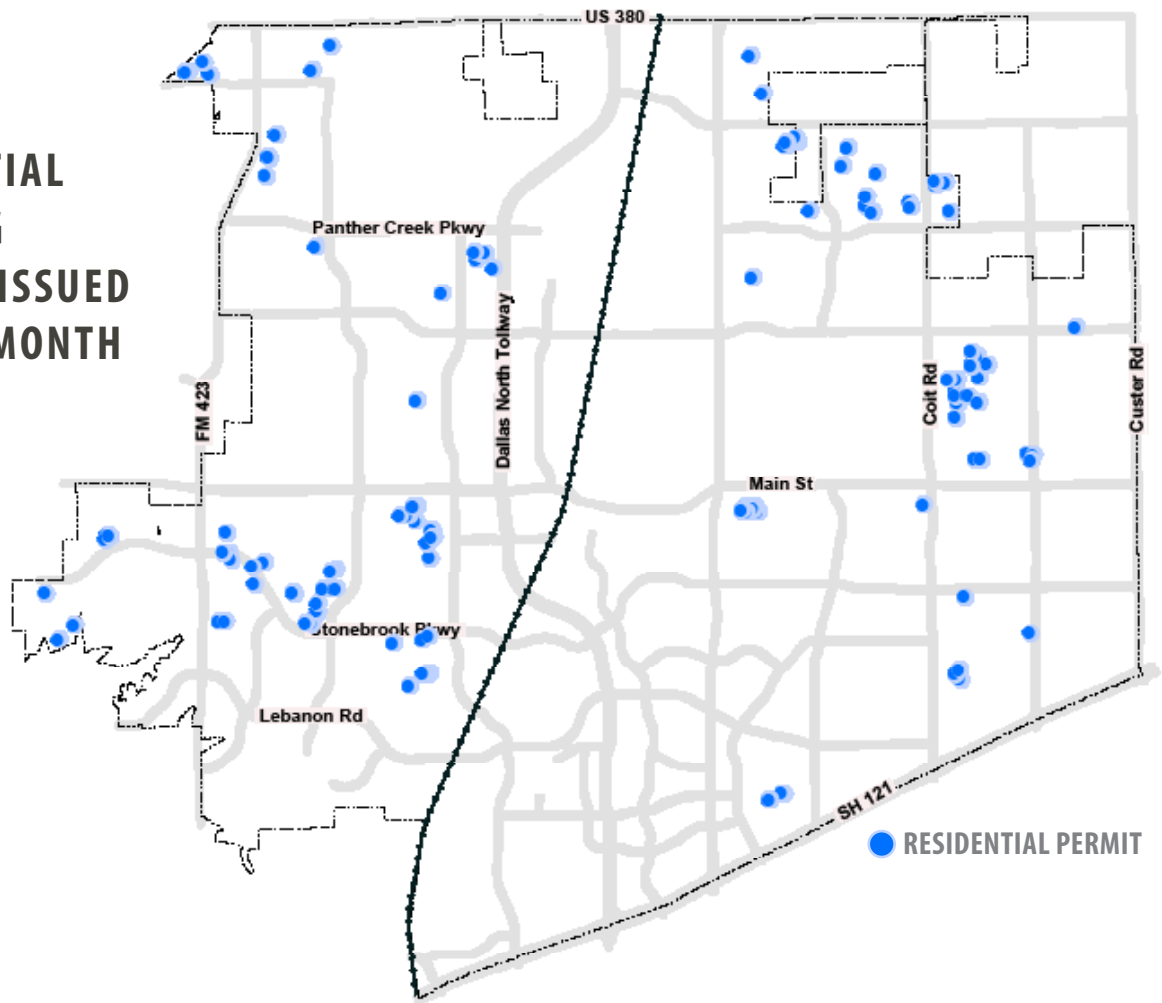 US 380
TIAL
G
ISSUED
MONTH
Panther Creek Pkwy
Dallas North Tollway
FM 423
Coit Rd
Custer Rd
Main St
Stonebrook Pkwy
Lebanon Rd
SH 121
RESIDENTIAL PERMIT